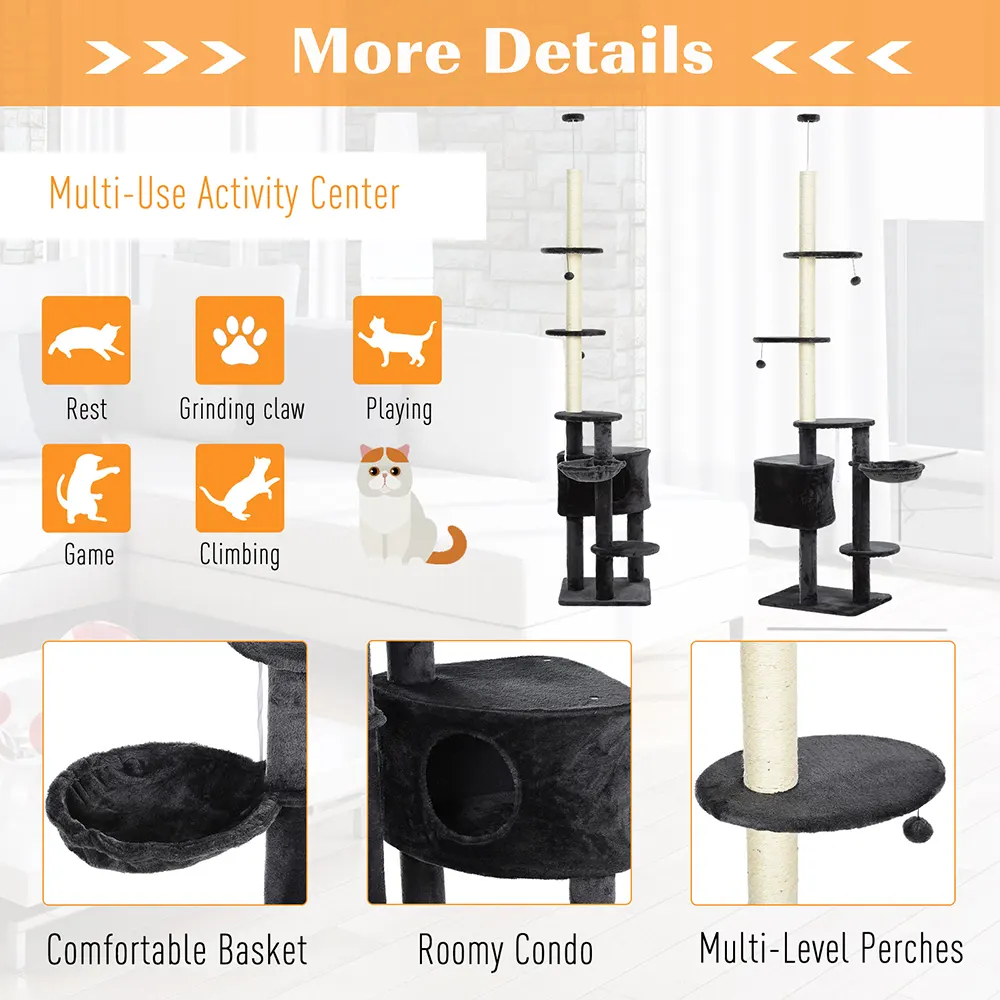 More Details
Multi-Use Activity Center
Rest
Grinding claw
Playing
Game
Climbing
Comfortable Basket
Roomy Condo
Multi-Level Perches